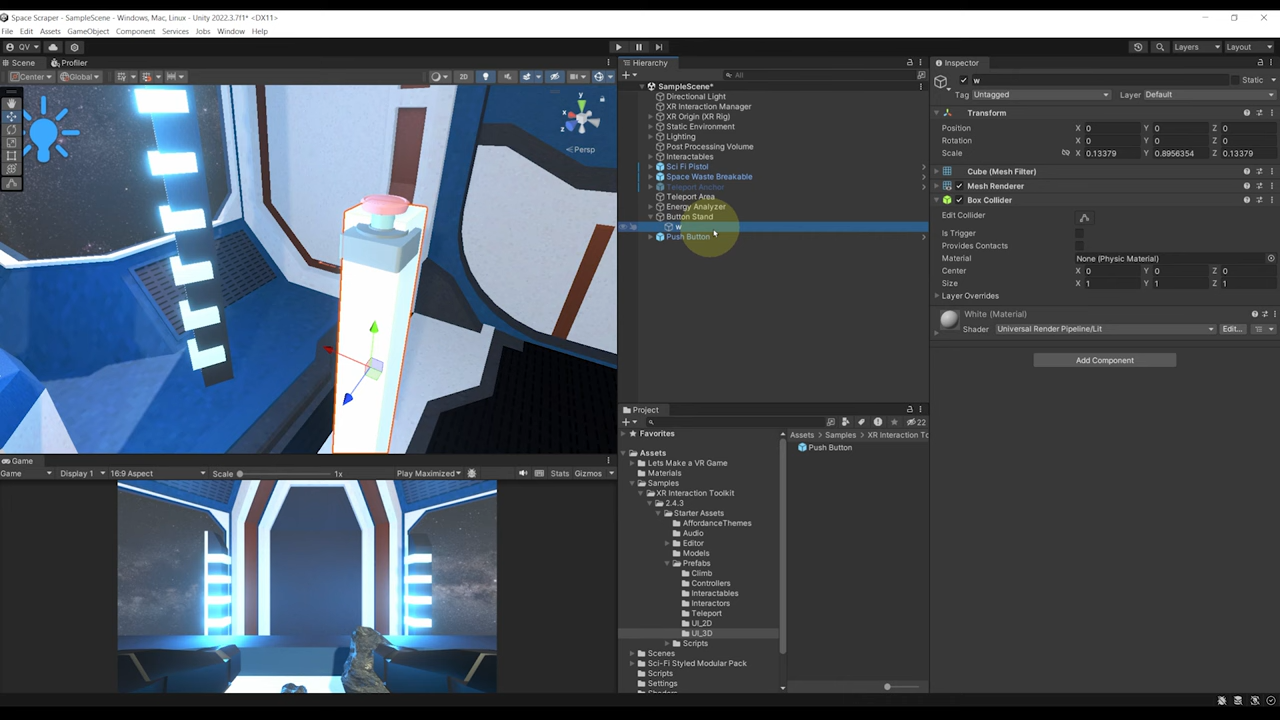 Space Scraper - SampleScene - Windows, Mac, Linux - Unity 2022.3.7f1* <DX11>
File Edit Assets GameObject Component Services Jobs Window Help
QV
Layers Layout
Scene Profiler
Center Global
2D
y
x
z
Persp
Hierarchy
All
SampleScene*
Directional Light
XR Interaction Manager
XR Origin (XR Rig)
Static Environment
Lighting
Post Processing Volume
Interactables
Sci Fi Pistol
Space Waste Breakable
Teleport Anchor
Teleport Area
Energy Analyzer
Button Stand
w
Push Button
Inspector
w
Static
Tag Untagged Layer Default
Transform
Position X 0 Y 0 Z 0
Rotation X 0 Y 0 Z 0
Scale X 0.13379 Y 0.8956354 Z 0.13379
Cube (Mesh Filter)
Mesh Renderer
Box Collider
Edit Collider
Is Trigger
Provides Contacts
Material None (Physic Material)
Center X 0 Y 0 Z 0
Size X 1 Y 1 Z 1
Layer Overrides
White (Material)
Shader Universal Render Pipeline/Lit Edit...
Add Component
Game
Game Display 1 16:9 Aspect Scale 1x Play Maximized Stats Gizmos
Project
22
Favorites
Assets
Lets Make a VR Game
Materials
Samples
XR Interaction Toolkit
2.4.3
Starter Assets
AffordanceThemes
Audio
Editor
Models
Prefabs
Climb
Controllers
Interactables
Interactors
Teleport
UI_2D
UI_3D
Scripts
Scenes
Sci-Fi Styled Modular Pack
Scripts
Settings
Assets Samples XR Interaction To
Push Button